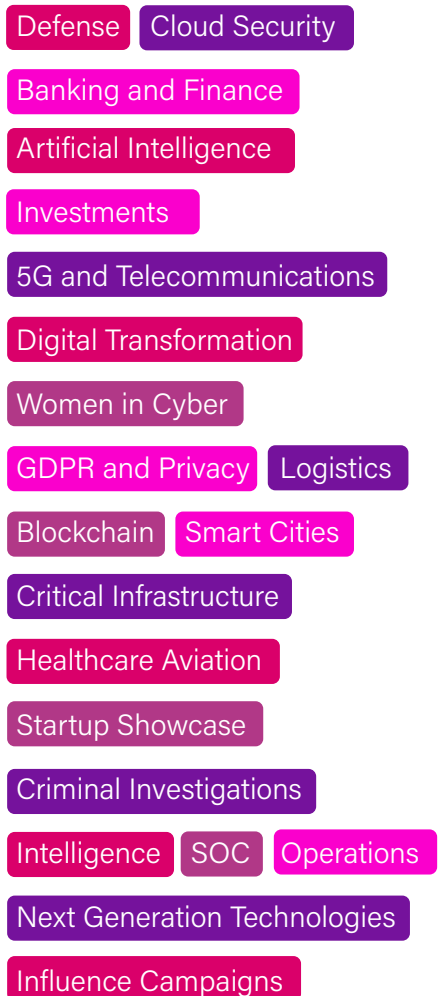 Defense Cloud Security
Banking and Finance
Artificial Intelligence
Investments
5G and Telecommunications
Digital Transformation
Women in Cyber
GDPR and Privacy Logistics
Blockchain Smart Cities
Critical Infrastructure
Healthcare Aviation
Startup Showcase
Criminal Investigations
Intelligence SOC Operations
Next Generation Technologies
Influence Campaigns